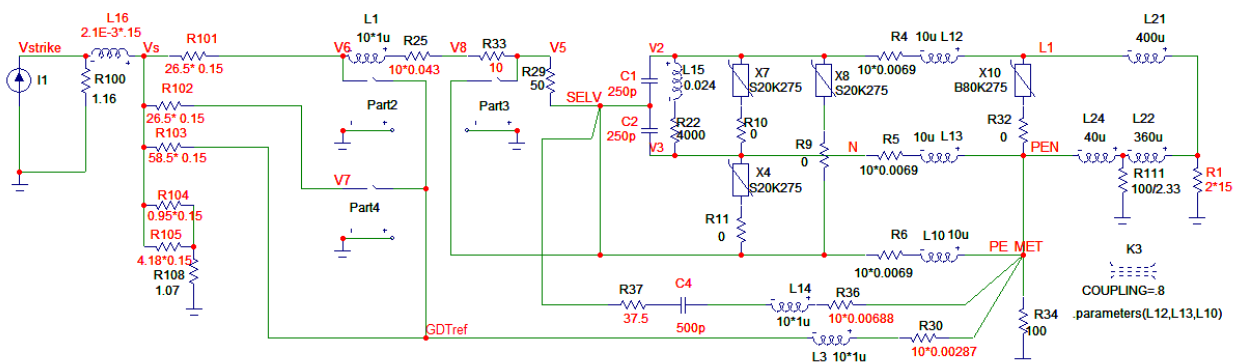 L16
2.1E-3*.15
Vstrike
Vs
R101
26.5* 0.15
I1
R100
1.16
R102
26.5* 0.15
R103
58.5* 0.15
R104
0.95*0.15
R105
4.18*0.15
R108
1.07
L1
10*1u
V6
R25
10*0.043
V8
R33
10
V5
Part2
Part3
V7
Part4
GDTref
R29
50
SELV
C1
250p
C2
250p
V2
L15
0.024
R22
4000
V3
X7
S20K275
R10
0
X4
S20K275
R11
0
X8
S20K275
R9
0
R4
10*0.0069
10u L12
L1
X10
B80K275
R32
0
N
R5
10*0.0069
10u L13
PEN
L21
400u
L24
40u
L22
360u
R111
100/2.33
R1
2*15
R6
10*0.0069
L10 10u
PE MET
K3
COUPLING=.8
.parameters(L12,L13,L10)
R37
37.5
C4
500p
L14
10*1u
R36
10*0.00688
R34
100
L3 10*1u
R30
10*0.00287